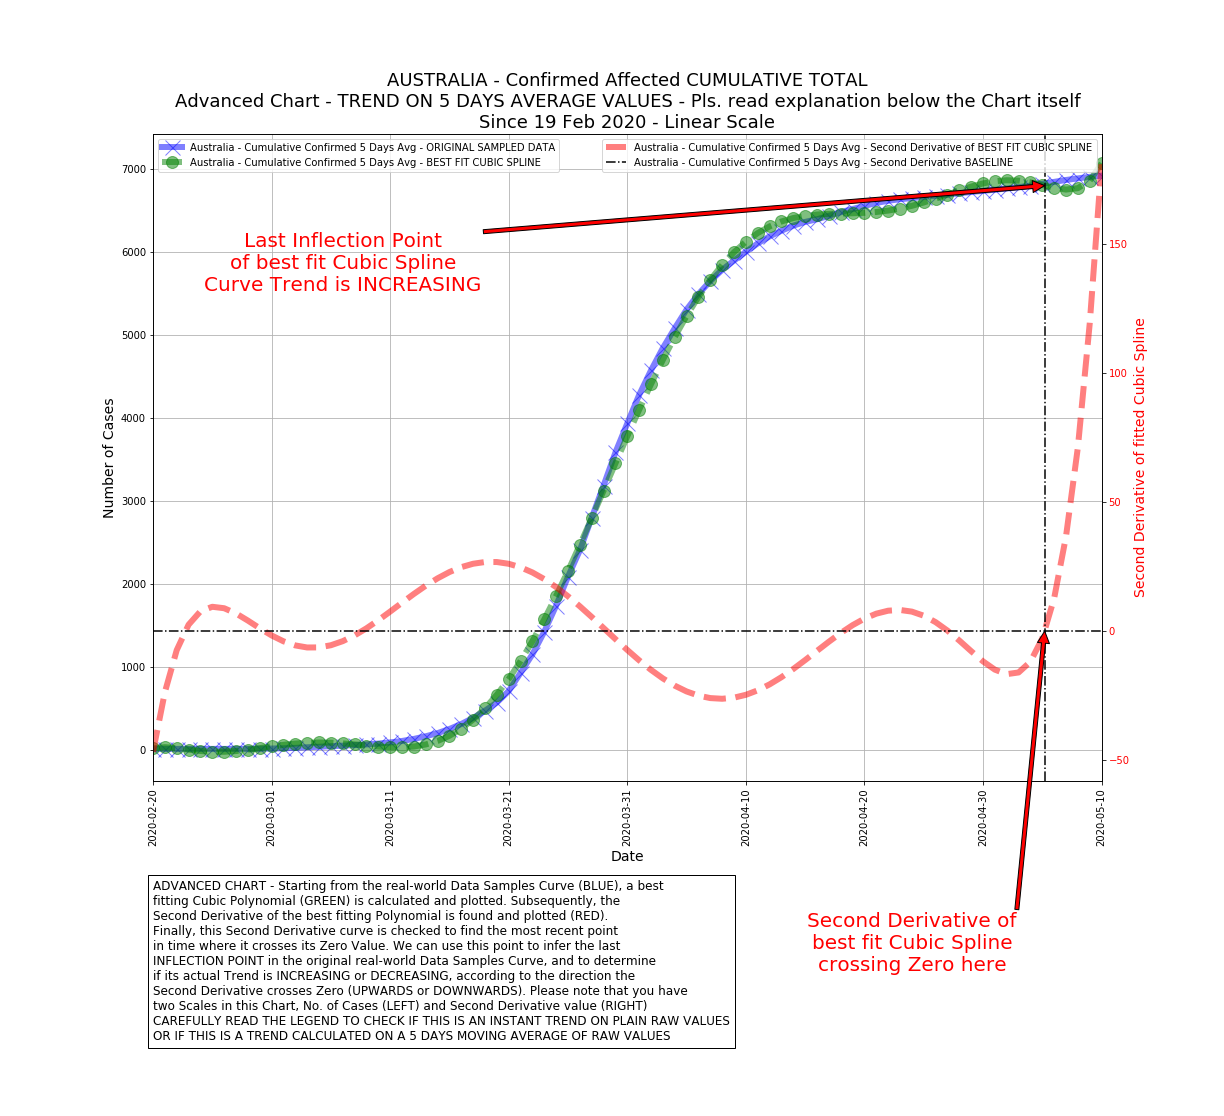 AUSTRALIA - Confirmed Affected CUMULATIVE TOTAL
Advanced Chart - TREND ON 5 DAYS AVERAGE VALUES - Pls. read explanation below the Chart itself
Since 19 Feb 2020 - Linear Scale
Australia - Cumulative Confirmed 5 Days Avg - ORIGINAL SAMPLED DATA
Australia - Cumulative Confirmed 5 Days Avg - BEST FIT CUBIC SPLINE
Australia - Cumulative Confirmed 5 Days Avg - Second Derivative of BEST FIT CUBIC SPLINE
Australia - Cumulative Confirmed 5 Days Avg - Second Derivative BASELINE
Last Inflection Point
of best fit Cubic Spline
Curve Trend is INCREASING
Number of Cases
7000
6000
5000
4000
3000
2000
1000
0
Second Derivative of fitted Cubic Spline
150
100
50
0
−50
2020-02-20
2020-03-01
2020-03-11
2020-03-21
2020-03-31
2020-04-10
2020-04-20
2020-04-30
2020-05-10
Date
Second Derivative of
best fit Cubic Spline
crossing Zero here
ADVANCED CHART - Starting from the real-world Data Samples Curve (BLUE), a best
fitting Cubic Polynomial (GREEN) is calculated and plotted. Subsequently, the
Second Derivative of the best fitting Polynomial is found and plotted (RED).
Finally, this Second Derivative curve is checked to find the most recent point
in time where it crosses its Zero Value. We can use this point to infer the last
INFLECTION POINT in the original real-world Data Samples Curve, and to determine
if its actual Trend is INCREASING or DECREASING, according to the direction the
Second Derivative crosses Zero (UPWARDS or DOWNWARDS). Please note that you have
two Scales in this Chart, No. of Cases (LEFT) and Second Derivative value (RIGHT)
CAREFULLY READ THE LEGEND TO CHECK IF THIS IS AN INSTANT TREND ON PLAIN RAW VALUES
OR IF THIS IS A TREND CALCULATED ON A 5 DAYS MOVING AVERAGE OF RAW VALUES